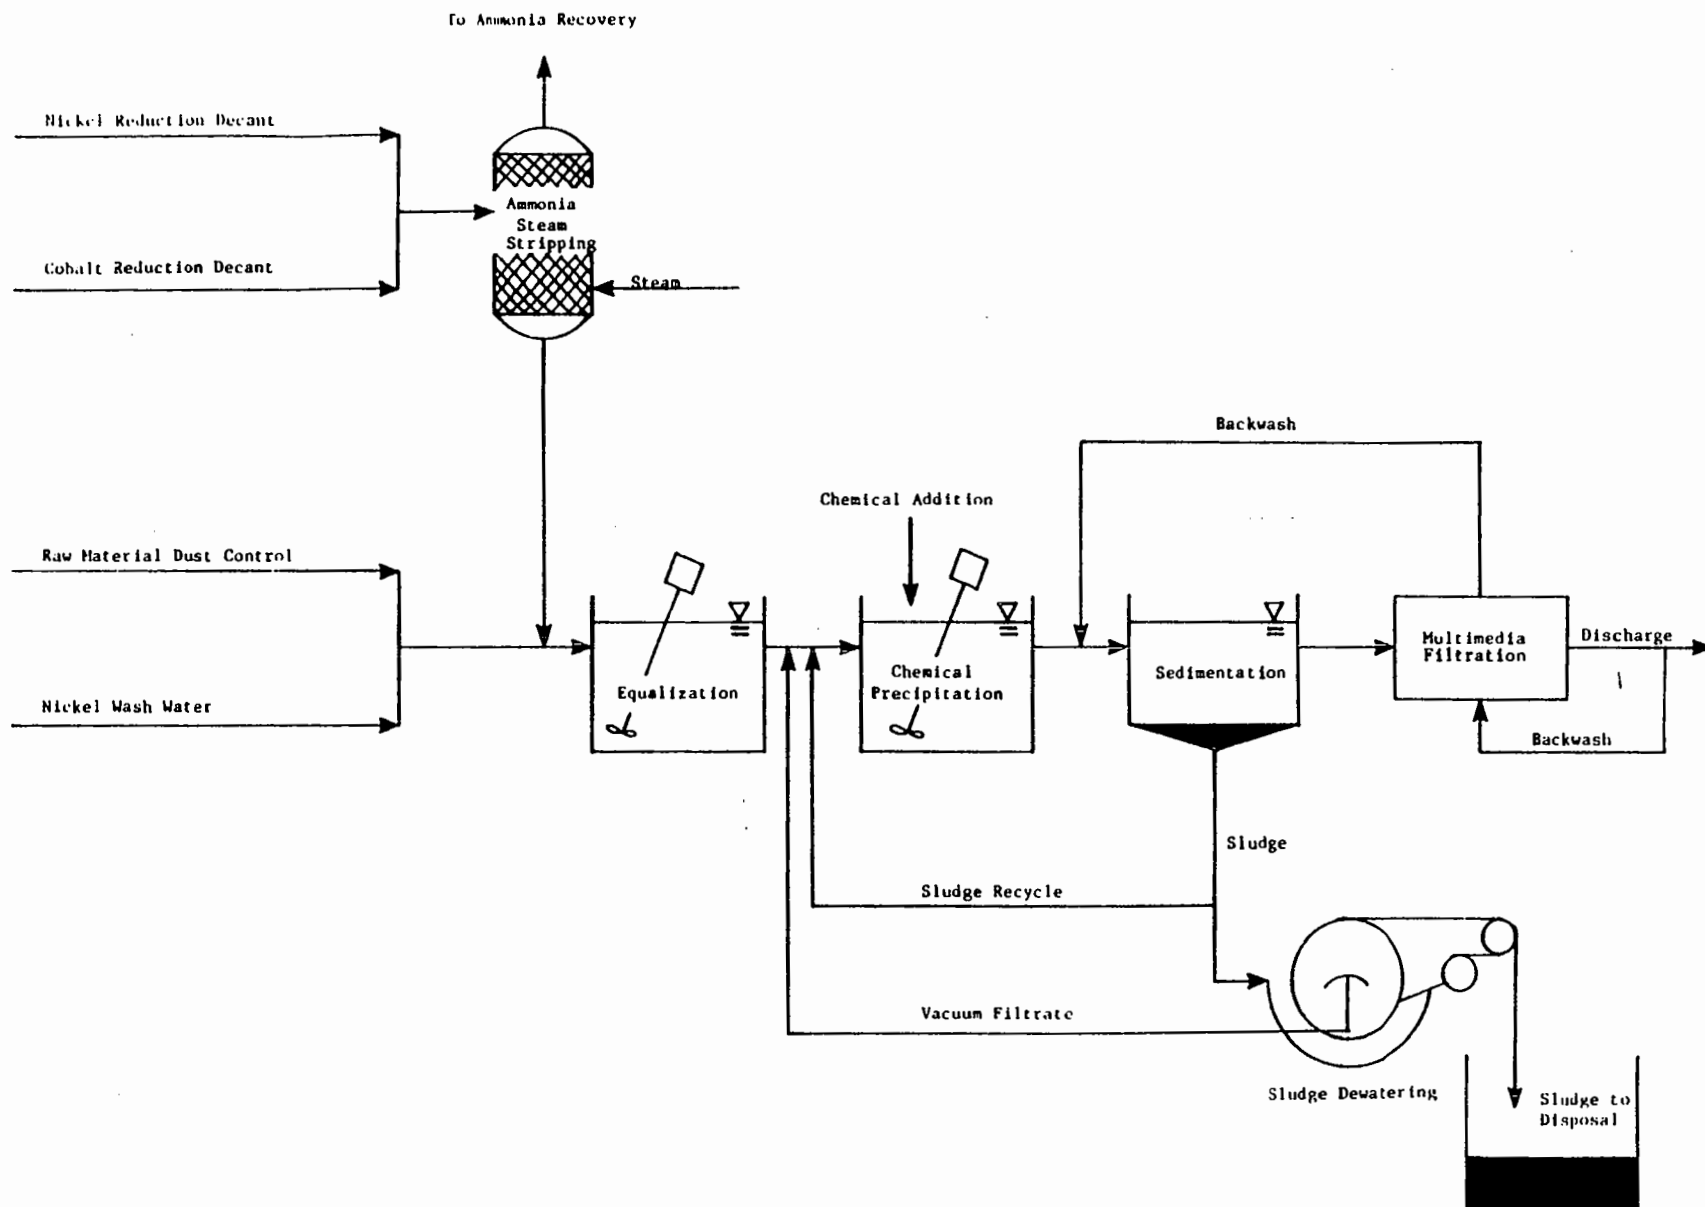 To Ammonia Recovery
Nickel Reduction Decant
Ammonia
Steam
Stripping
Cobalt Reduction Decant
Steam
Backwash
Chemical Addition
Raw Material Dust Control
Multimedia
Filtration
Discharge
Chemical
Precipitation
Sedimentation
Equalization
Nickel Wash Water
Backwash
Sludge
Sludge Recycle
Vacuum Filtrate
Sludge Dewatering
Sludge to
Disposal